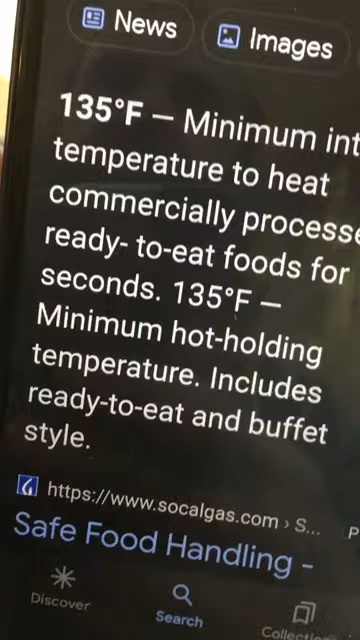 News
Images
135°F — Minimum int
temperature to heat
commercially processe
ready- to-eat foods for
seconds. 135°F —
Minimum hot-holding
temperature. Includes
ready-to-eat and buffet
style.
https://www.socalgas.com › S...
P
Safe Food Handling -
Discover
Search
Collections